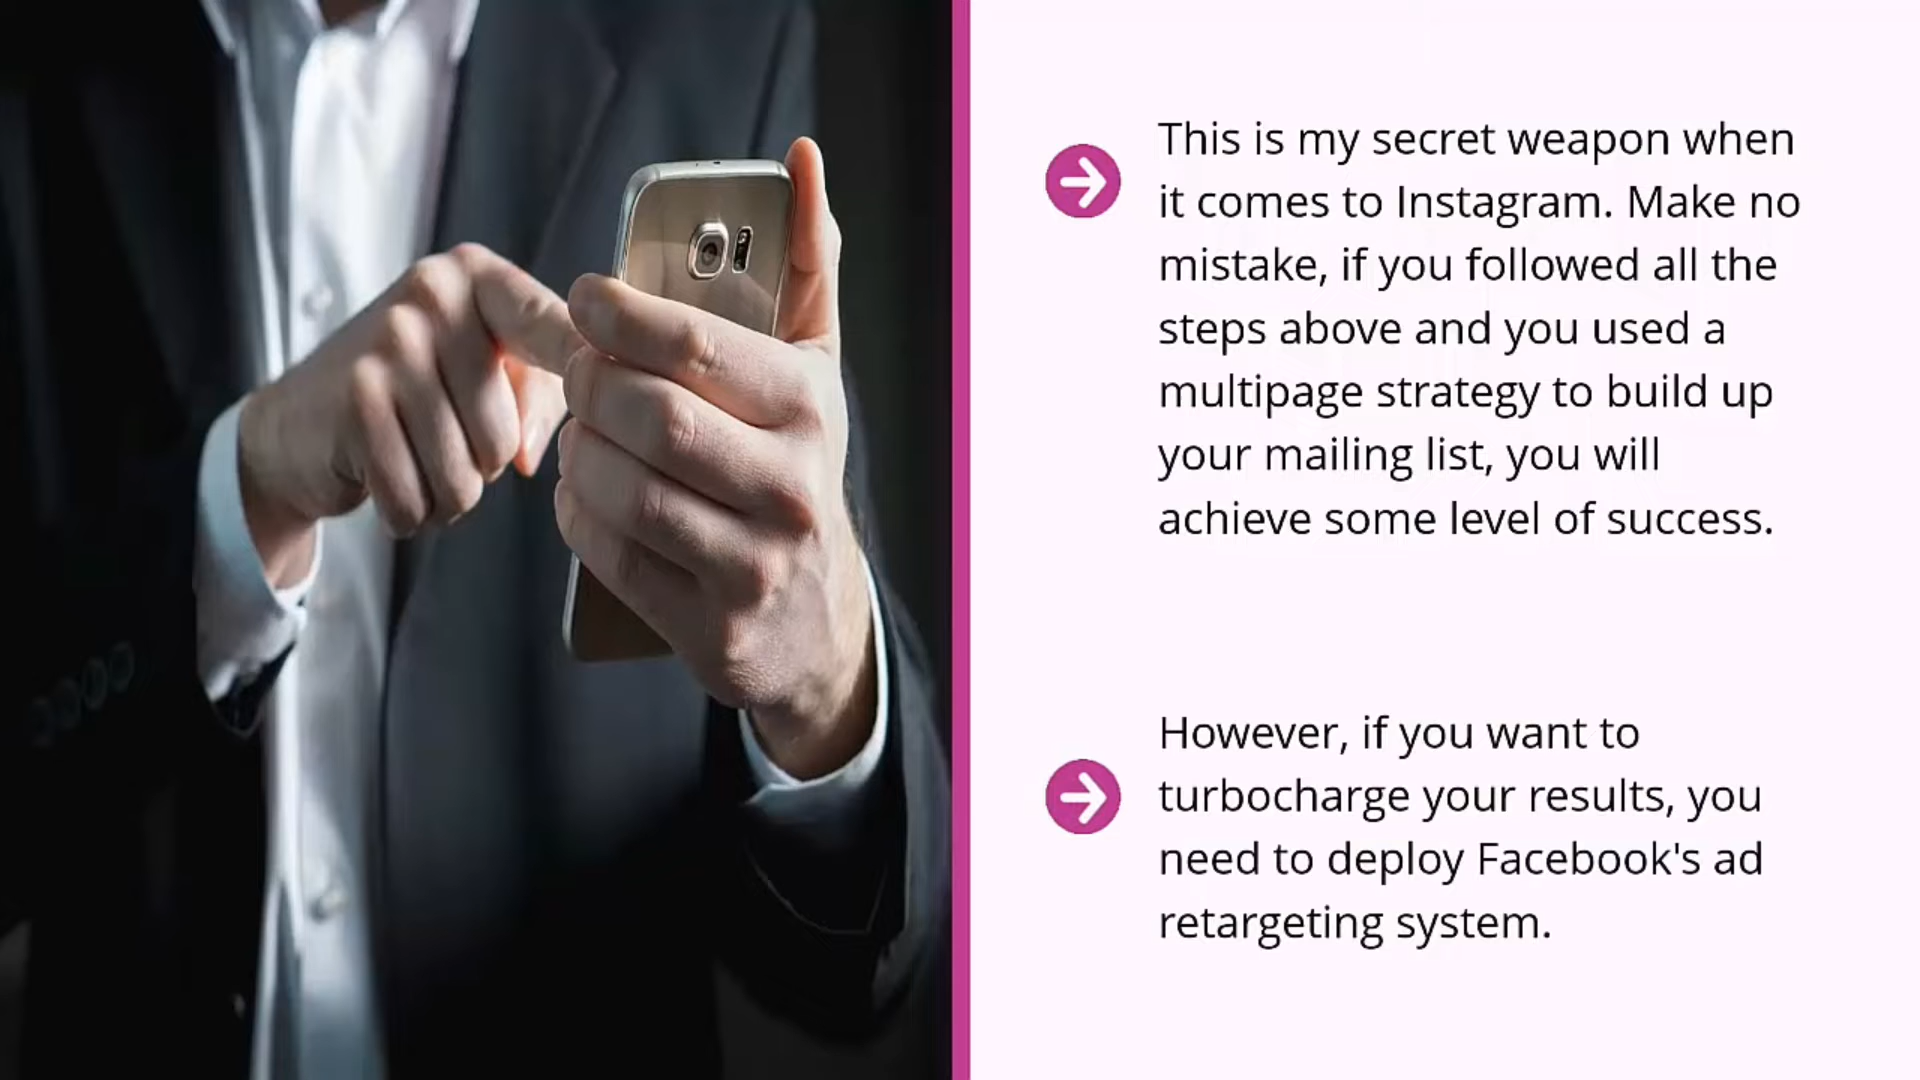 This is my secret weapon when
it comes to Instagram. Make no
mistake, if you followed all the
steps above and you used a
multipage strategy to build up
your mailing list, you will
achieve some level of success.
However, if you want to
turbocharge your results, you
need to deploy Facebook's ad
retargeting system.